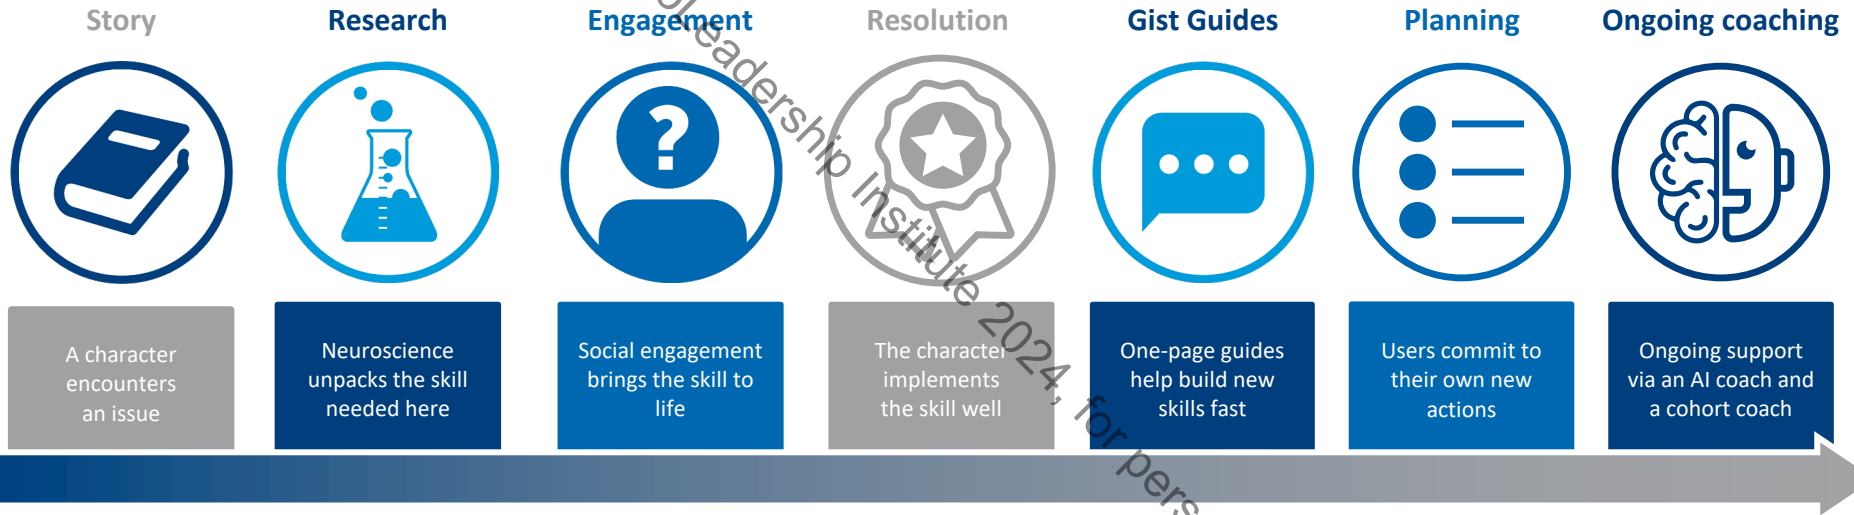 Story
Research
Engagement
Resolution
Gist Guides
Planning
Ongoing coaching
?
A character
encounters
an issue
Neuroscience
unpacks the skill
needed here
Social engagement
brings the skill to
life
The character
implements
the skill well
One-page guides
help build new
skills fast
Users commit to
their own new
actions
Ongoing support
via an AI coach and
a cohort coach
Leadership Institute 2024, for